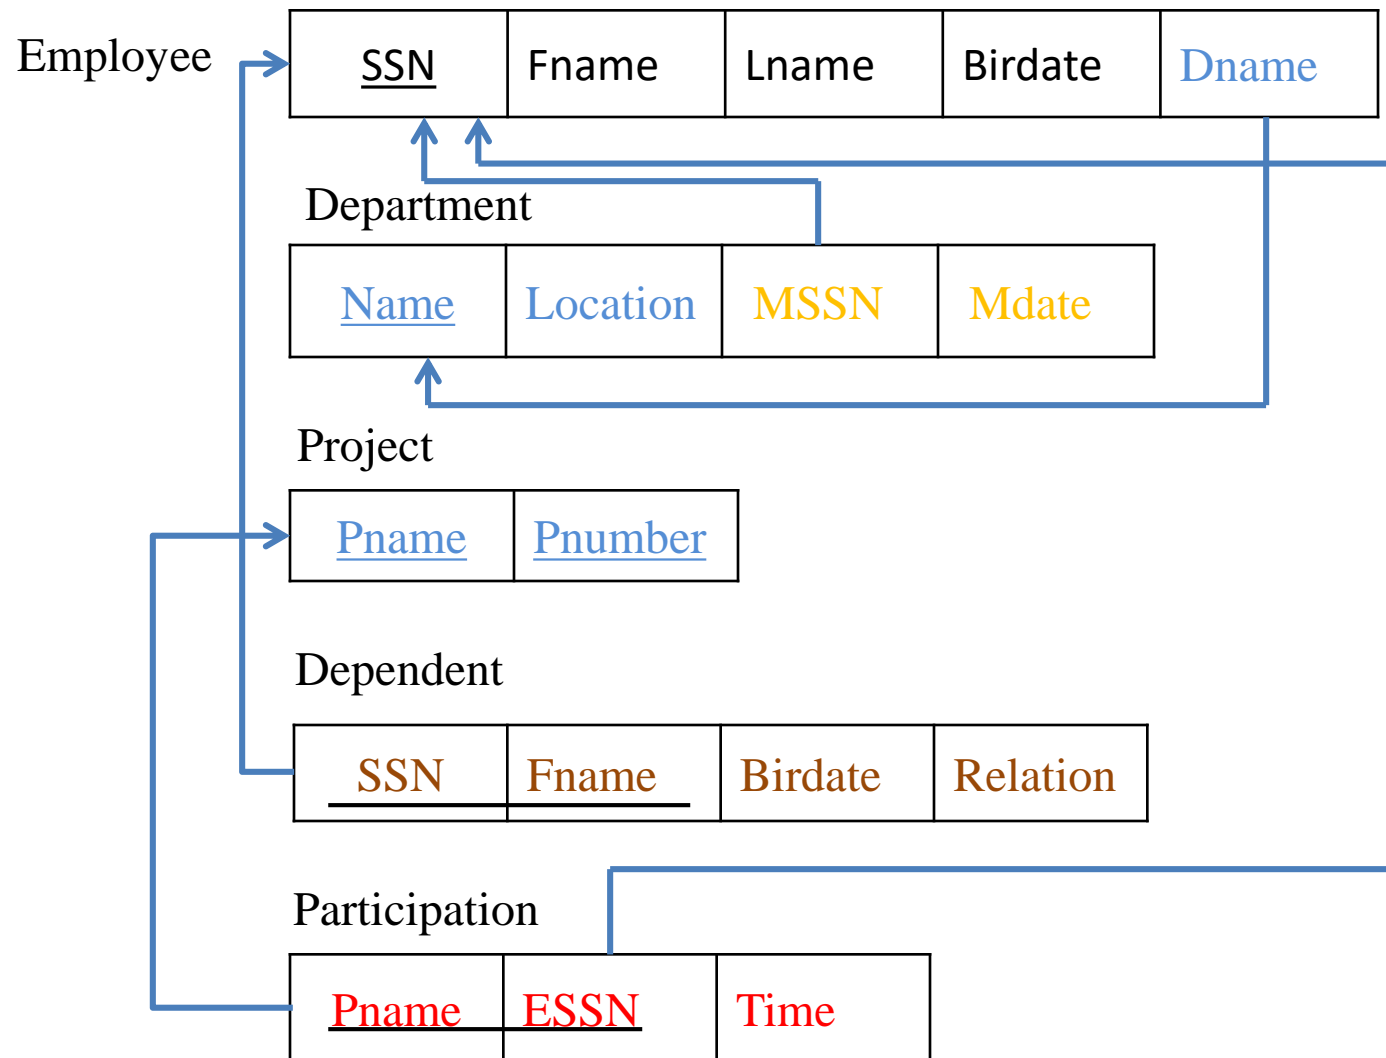 Employee SSN Fname Lname Birdate Dname
Department
Name Location MSSN Mdate
Project
Pname Pnumber
Dependent
SSN Fname Birdate Relation
Participation
Pname ESSN Time